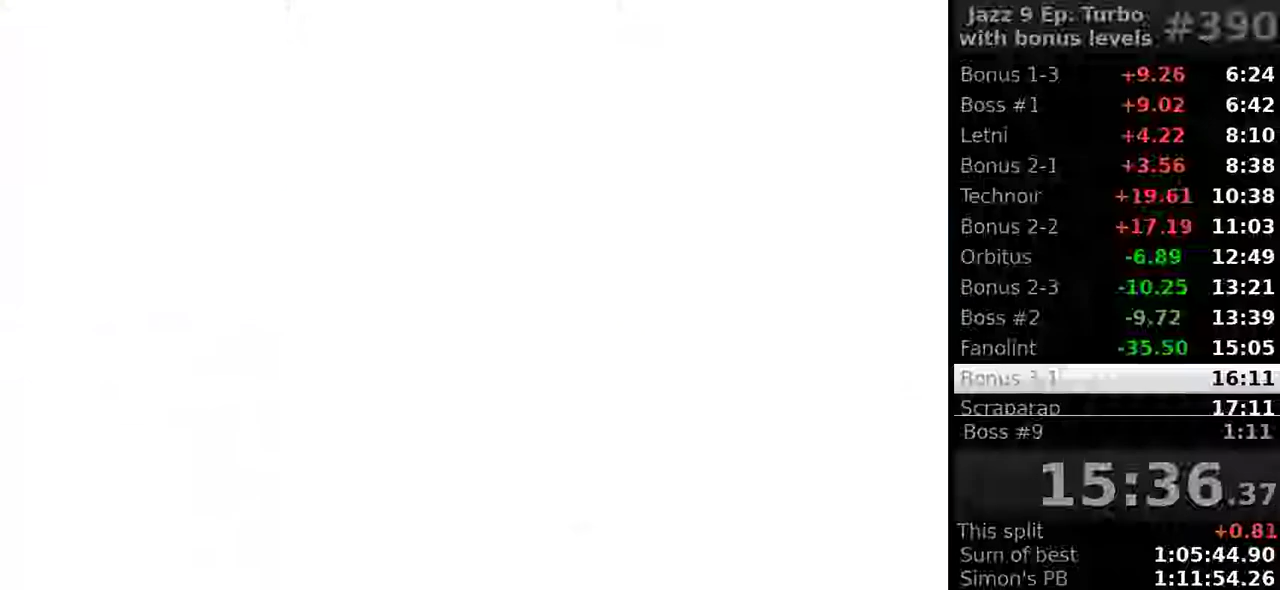 Jazz 9 Ep. Turbo
with bonus levels #390
Bonus 1-3 +9.26 6:24
Boss #1 +9.02 6:42
Letni +4.22 8:10
Bonus 2-1 +3.56 8:38
Technoir +19.61 10:38
Bonus 2-2 +17.19 11:03
Orbitus -6.89 12:49
Bonus 2-3 -10.25 13:21
Boss #2 -9.72 13:39
Fanolint -35.50 15:05
Bonus 3-1 16:11
Scraparap 17:11
Boss #9 1:11
15:36.37
This split +0.81
Sum of best 1:05:44.90
Simon's PB 1:11:54.26